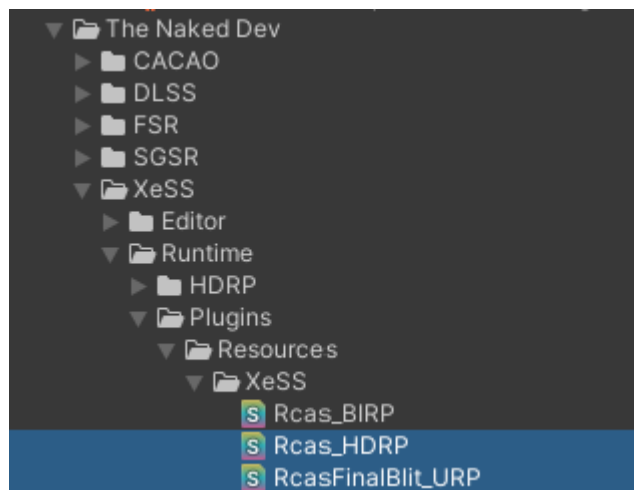 The Naked Dev
CACAO
DLSS
FSR
SGSR
XeSS
Editor
Runtime
HDRP
Plugins
Resources
XeSS
S Rcas_BIRP
S Rcas_HDRP
S RcasFinalBlit_URP